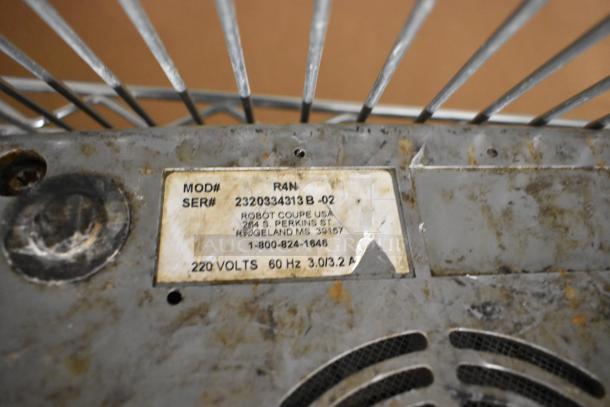 MOD# R4N
SER# 2320334313 B -02
ROBOT COUPE USA
264 S. PERKINS ST
RIDGELAND MS. 39157
1-800-824-1646
220 VOLTS 60 Hz 3.0/3.2 A